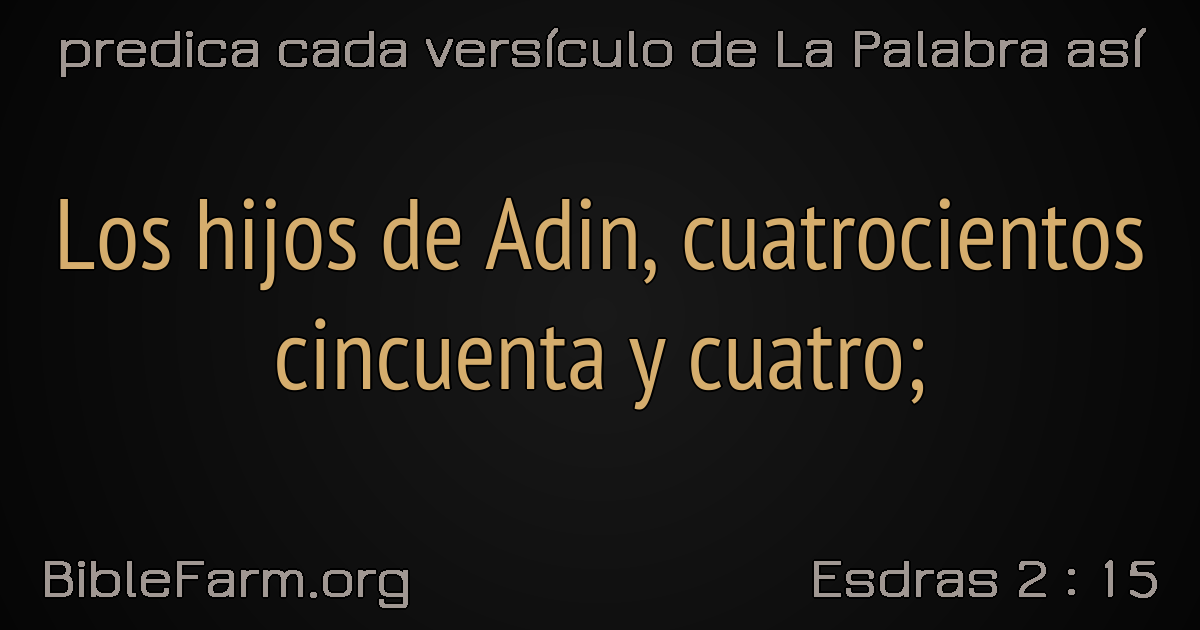 predica cada versículo de La Palabra así
Los hijos de Adin, cuatrocientos
cincuenta y cuatro;
BibleFarm.org
Esdras 2 : 15